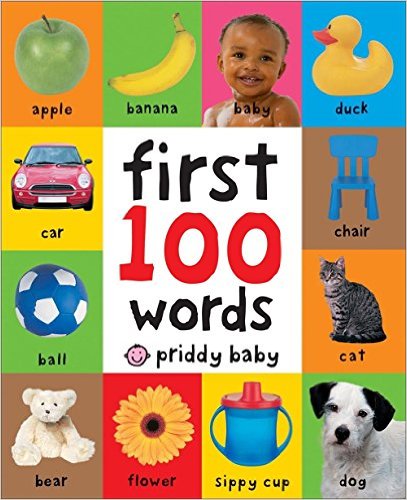 apple
banana
baby
duck
first
100
words
priddy baby
car
chair
ball
cat
bear
flower
sippy cup
dog